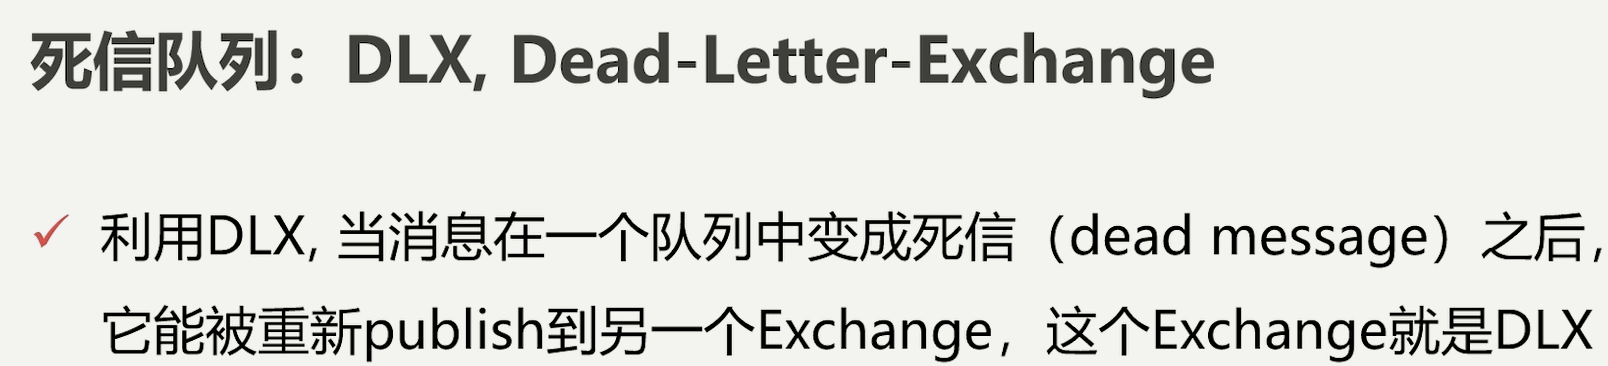 死信队列：DLX, Dead-Letter-Exchange
利用DLX, 当消息在一个队列中变成死信（dead message）之后，
它能被重新publish到另一个Exchange，这个Exchange就是DLX